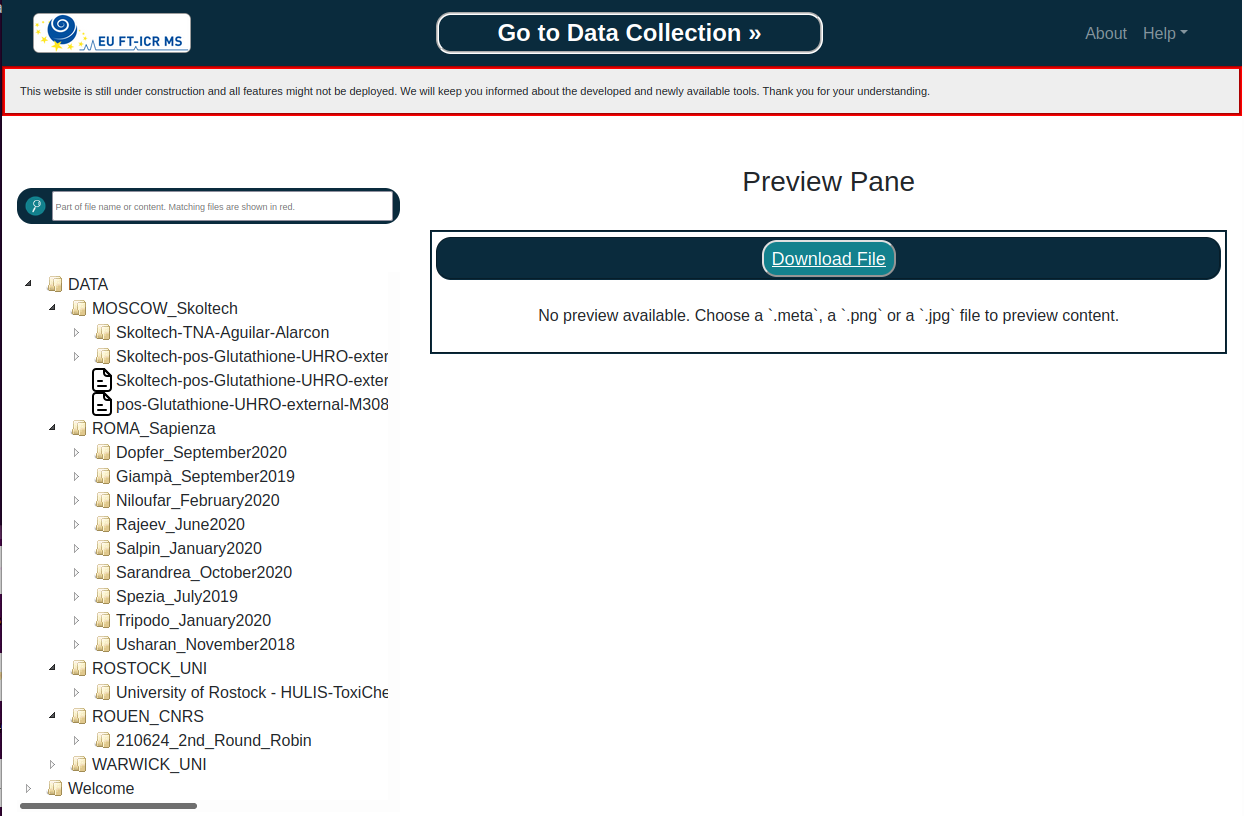 EU FT-ICR MS
Go to Data Collection »
About Help
This website is still under construction and all features might not be deployed. We will keep you informed about the developed and newly available tools. Thank you for your understanding.
Part of file name or content. Matching files are shown in red.
Preview Pane
Download File
No preview available. Choose a `.meta`, a `.png` or a `.jpg` file to preview content.
DATA
MOSCOW_Skoltech
Skoltech-TNA-Aguilar-Alarcon
Skoltech-pos-Glutathione-UHRO-exter
Skoltech-pos-Glutathione-UHRO-exter
pos-Glutathione-UHRO-external-M308
ROMA_Sapienza
Dopfer_September2020
Giampà_September2019
Niloufar_February2020
Rajeev_June2020
Salpin_January2020
Sarandrea_October2020
Spezia_July2019
Tripodo_January2020
Usharan_November2018
ROSTOCK_UNI
University of Rostock - HULIS-ToxiChe
ROUEN_CNRS
210624_2nd_Round_Robin
WARWICK_UNI
Welcome